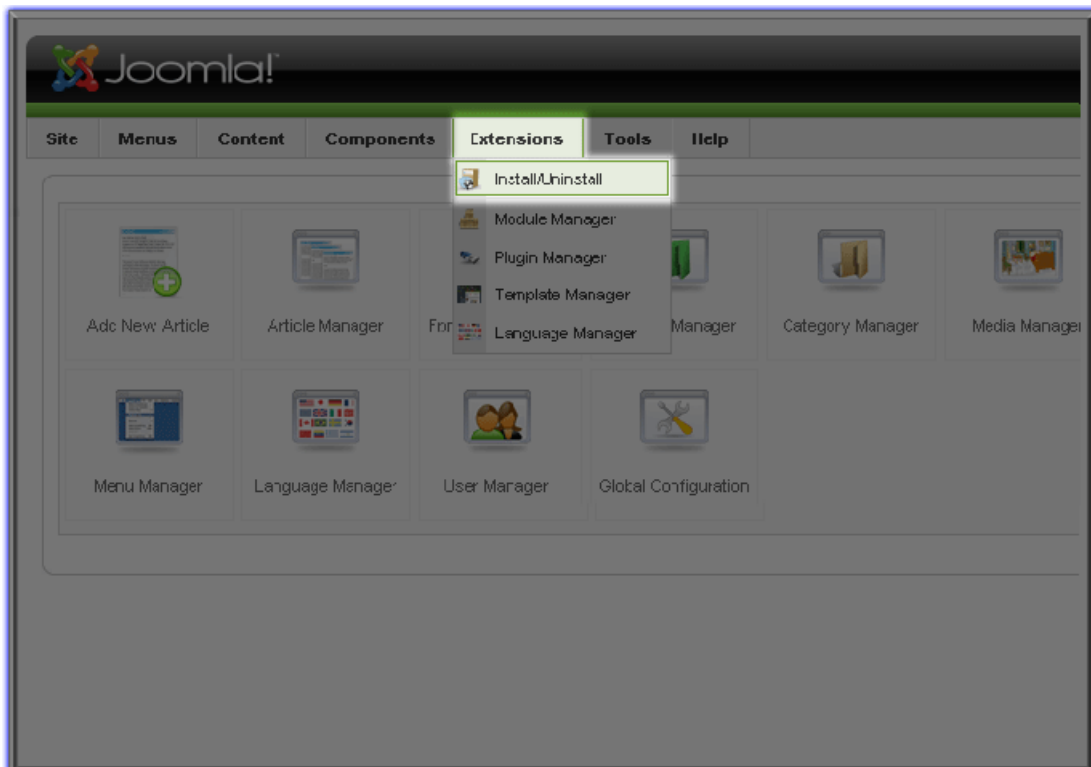 Joomla!
Site Menus Content Components Extensions Tools Help
Install/Uninstall
Module Manager
Plugin Manager
Template Manager
Language Manager
Add New Article Article Manager Manager Category Manager Media Manager
Menu Manager Language Manager User Manager Global Configuration